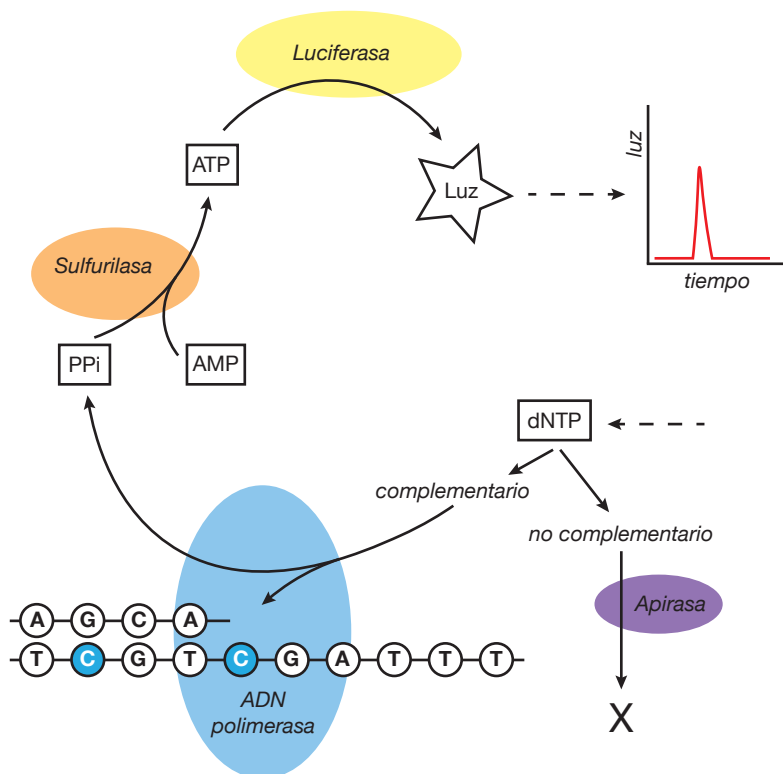 Luciferasa
ATP
Luz
luz
tiempo
Sulfurilasa
PPi
AMP
dNTP
complementario
no complementario
Apirasa
X
A G C A
T C G T C G A T T T
ADN
polimerasa